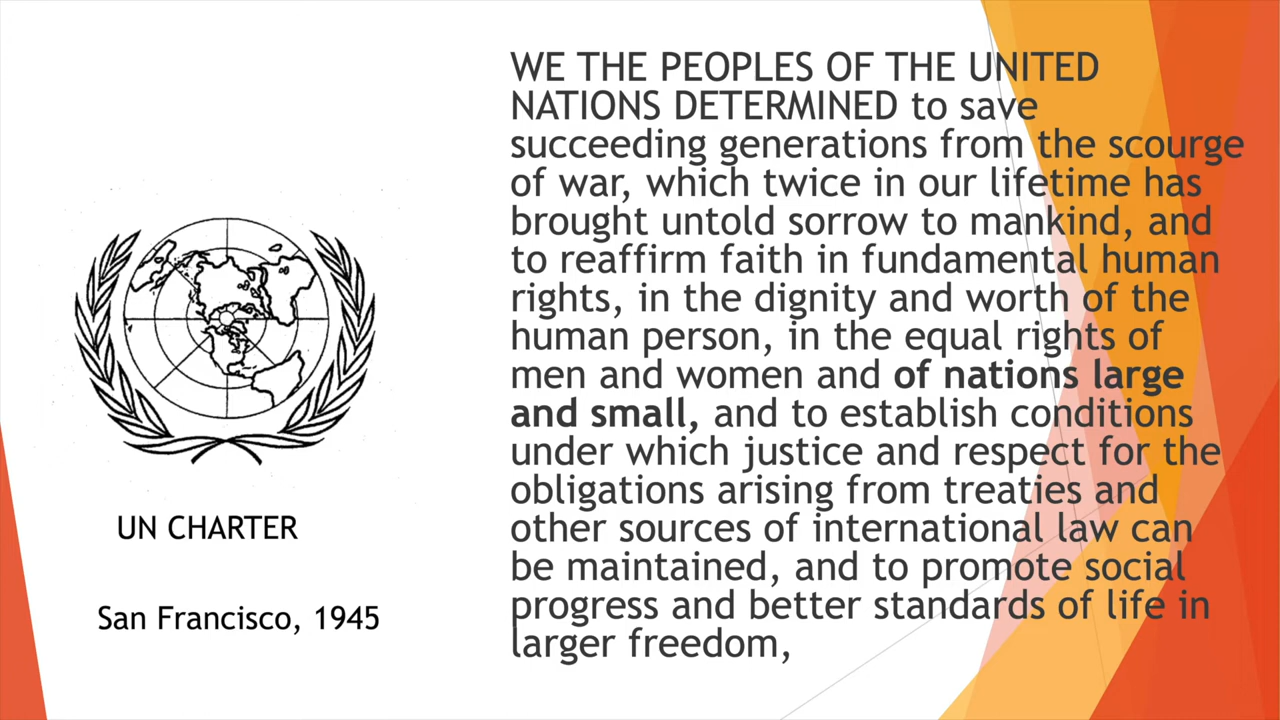 WE THE PEOPLES OF THE UNITED
NATIONS DETERMINED to save
succeeding generations from the scourge
of war, which twice in our lifetime has
brought untold sorrow to mankind, and
to reaffirm faith in fundamental human
rights, in the dignity and worth of the
human person, in the equal rights of
men and women and of nations large
and small, and to establish conditions
under which justice and respect for the
obligations arising from treaties and
other sources of international law can
be maintained, and to promote social
progress and better standards of life in
larger freedom,
UN CHARTER
San Francisco, 1945